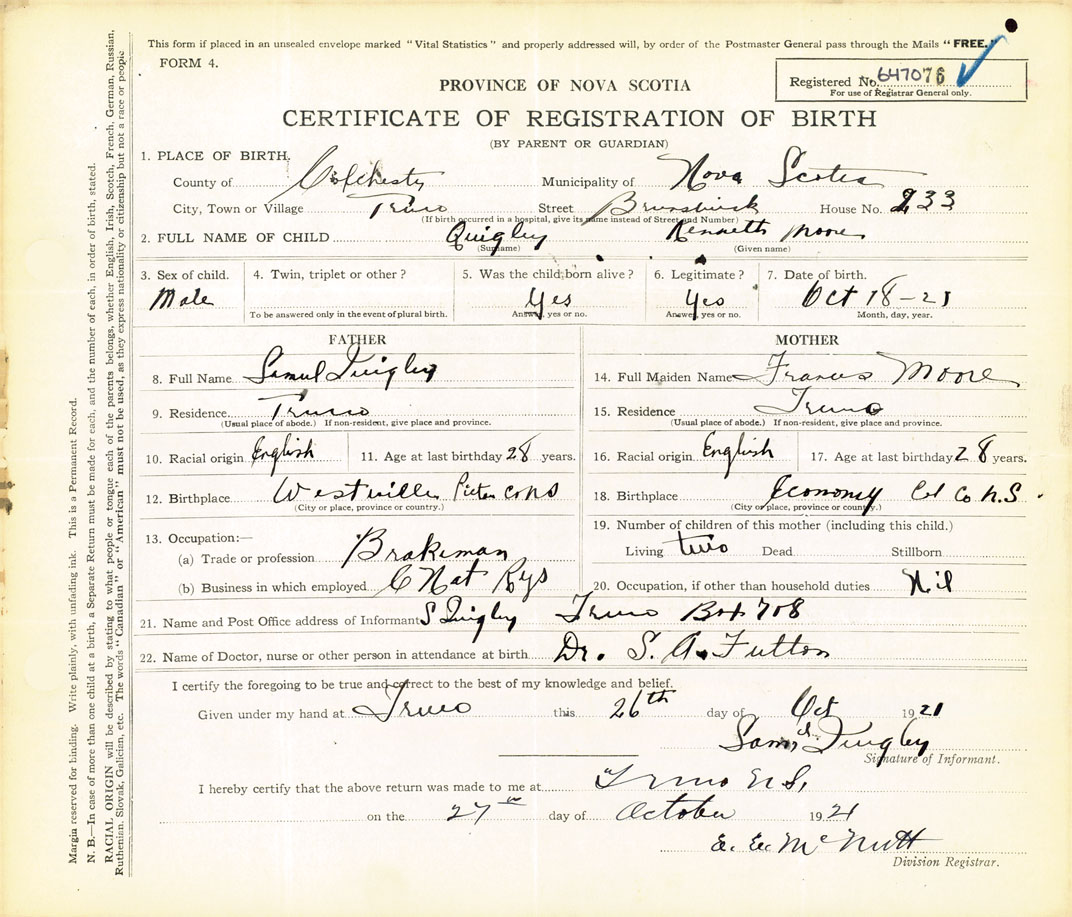 This form if placed in an unsealed envelope marked "Vital Statistics" and properly addressed will, by order of the Postmaster General pass through the Mails "FREE."
FORM 4.
Registered No. 647076
For use of Registrar General only.
PROVINCE OF NOVA SCOTIA
CERTIFICATE OF REGISTRATION OF BIRTH
(BY PARENT OR GUARDIAN)
1. PLACE OF BIRTH.
County of Colchester Municipality of Nova Scotia
City, Town or Village Truro Street Brunswick House No. 233
(If birth occurred in a hospital, give its name instead of Street and Number)
2. FULL NAME OF CHILD Quigley Kenneth Moore
(Surname) (Given name)
3. Sex of child. 4. Twin, triplet or other? 5. Was the child born alive? 6. Legitimate? 7. Date of birth.
Male Yes Yes Oct 18-21
To be answered only in the event of plural birth. Answer, yes or no. Answer, yes or no. Month, day, year.
FATHER
8. Full Name Samul Quigley
9. Residence Truro
(Usual place of abode.) If non-resident, give place and province.
10. Racial origin English 11. Age at last birthday 28 years.
12. Birthplace Westville Pictou co NS
(City or place, province or country.)
13. Occupation:—
(a) Trade or profession Brakeman
(b) Business in which employed C Nat Rys
MOTHER
14. Full Maiden Name Frances Moore
15. Residence Truro
(Usual place of abode.) If non-resident, give place and province.
16. Racial origin English 17. Age at last birthday 28 years.
18. Birthplace Economy Col Co N.S
(City or place, province or country.)
19. Number of children of this mother (including this child.)
Living two Dead Stillborn
20. Occupation, if other than household duties Nil
21. Name and Post Office address of Informant S Quigley Truro Box 708
22. Name of Doctor, nurse or other person in attendance at birth Dr. S. A. Fulton
I certify the foregoing to be true and correct to the best of my knowledge and belief.
Given under my hand at Truro this 26th day of Oct 1921
Saml Quigley
Signature of Informant.
I hereby certify that the above return was made to me at Truro N.S,
on the 27th day of October 1921
E. E. McNutt
Division Registrar.
Margin reserved for binding. Write plainly, with unfading ink. This is a Permanent Record.
N. B.—In case of more than one child at a birth, a Separate Return must be made for each, and the number of each, in order of birth, stated.
RACIAL ORIGIN will be described by stating to what people or tongue each of the parents belongs, whether English, Irish, Scotch, French, German, Russian,
Ruthenian, Slovak, Galician, etc. The words "Canadian" or "American" must not be used, as they express nationality or citizenship but not a race or people